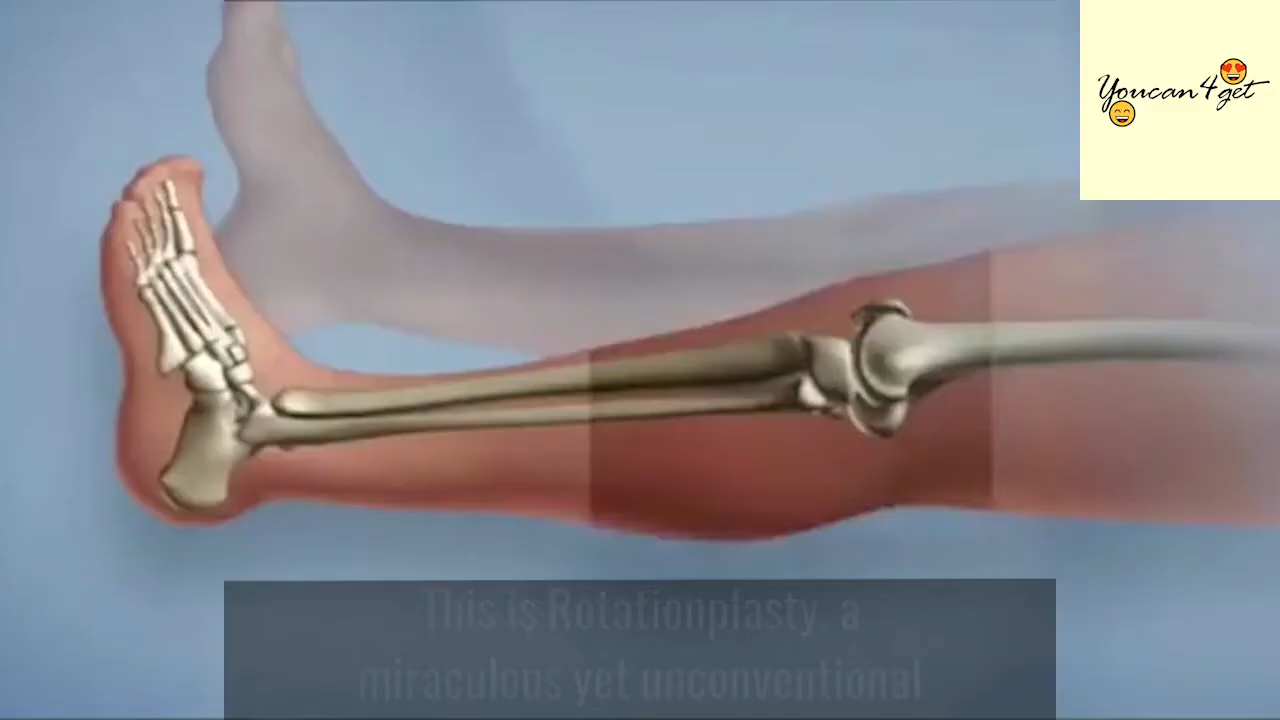 Youcan4get
This is Rotationplasty a
miraculous yet unconventional